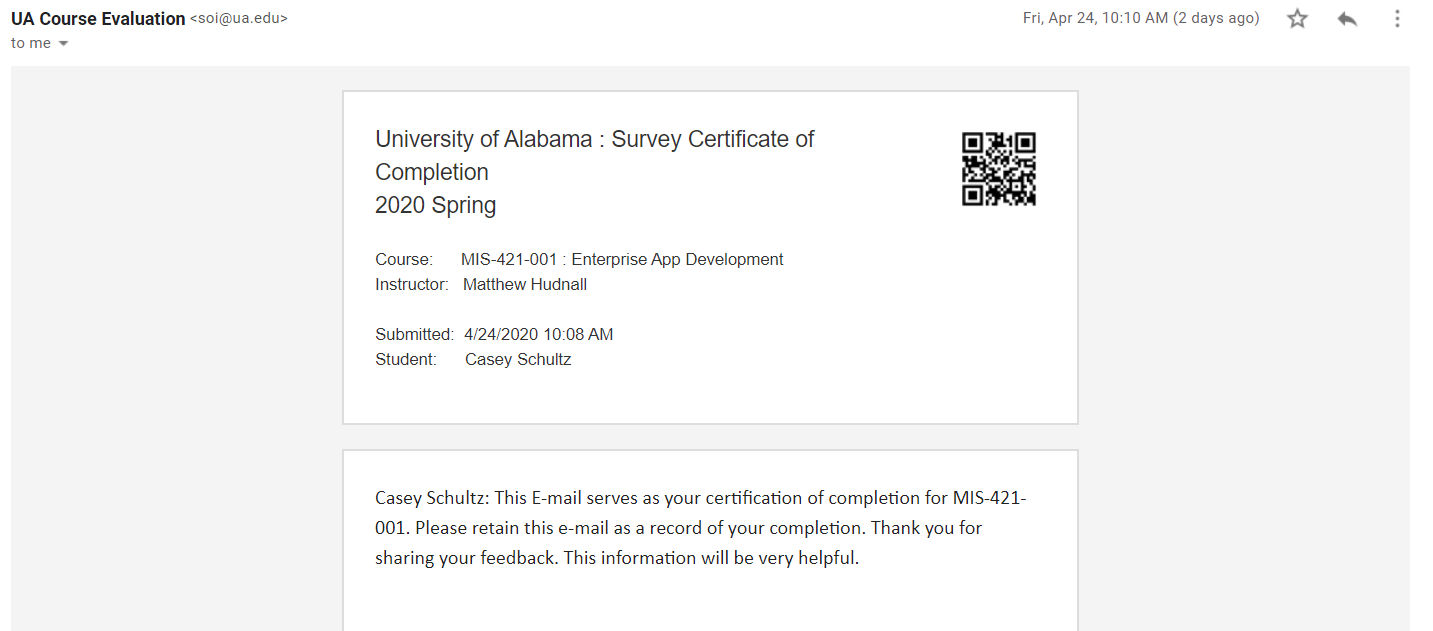 UA Course Evaluation <soi@ua.edu>
Fri, Apr 24, 10:10 AM (2 days ago)
to me
University of Alabama : Survey Certificate of
Completion
2020 Spring
Course: MIS-421-001 : Enterprise App Development
Instructor: Matthew Hudnall
Submitted: 4/24/2020 10:08 AM
Student: Casey Schultz
Casey Schultz: This E-mail serves as your certification of completion for MIS-421-
001. Please retain this e-mail as a record of your completion. Thank you for
sharing your feedback. This information will be very helpful.